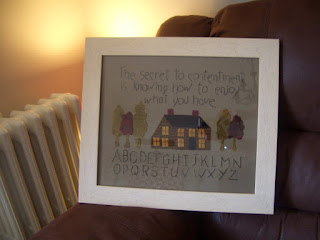 The secret to contentment
is knowing how to enjoy
what you have
ABCDEFGHIJKLMN
OPQRSTUVWXYZ